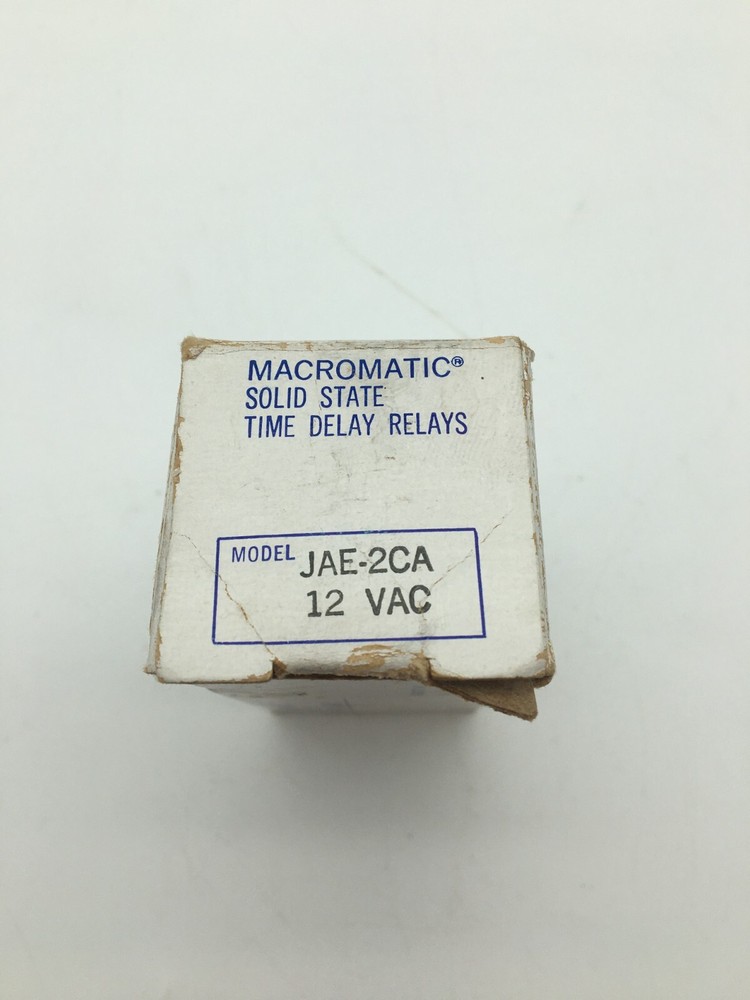 MACROMATIC®
SOLID STATE
TIME DELAY RELAYS
MODEL JAE-2CA
12 VAC